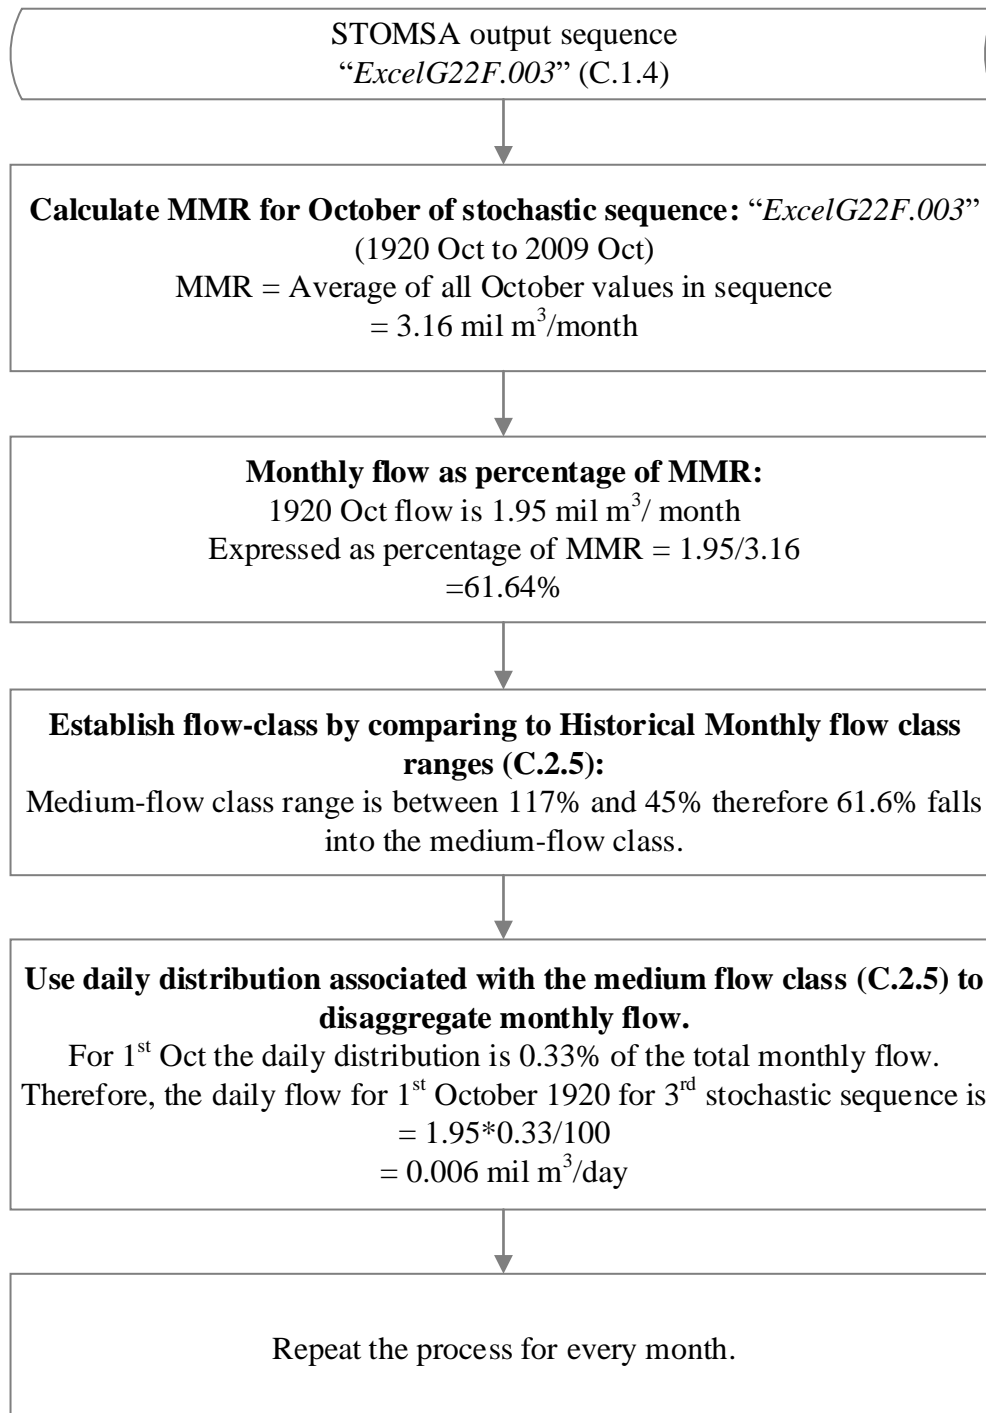 STOMSA output sequence
“ExcelG22F.003” (C.1.4)
Calculate MMR for October of stochastic sequence: “ExcelG22F.003”
(1920 Oct to 2009 Oct)
MMR = Average of all October values in sequence
= 3.16 mil m³/month
Monthly flow as percentage of MMR:
1920 Oct flow is 1.95 mil m³/ month
Expressed as percentage of MMR = 1.95/3.16
=61.64%
Establish flow-class by comparing to Historical Monthly flow class
ranges (C.2.5):
Medium-flow class range is between 117% and 45% therefore 61.6% falls
into the medium-flow class.
Use daily distribution associated with the medium flow class (C.2.5) to
disaggregate monthly flow.
For 1st Oct the daily distribution is 0.33% of the total monthly flow.
Therefore, the daily flow for 1st October 1920 for 3rd stochastic sequence is
= 1.95*0.33/100
= 0.006 mil m³/day
Repeat the process for every month.